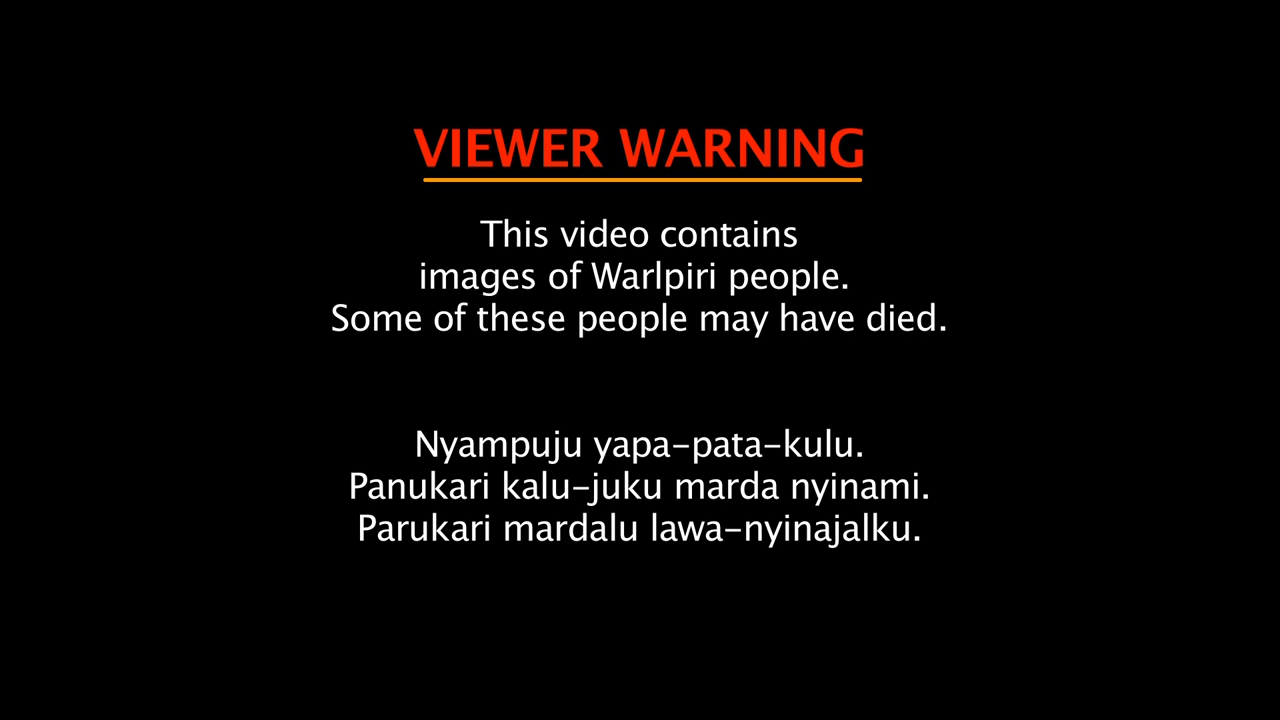 VIEWER WARNING
This video contains
images of Warlpiri people.
Some of these people may have died.
Nyampuju yapa-pata-kulu.
Panukari kalu-juku marda nyinami.
Parukari mardalu lawa-nyinajalku.